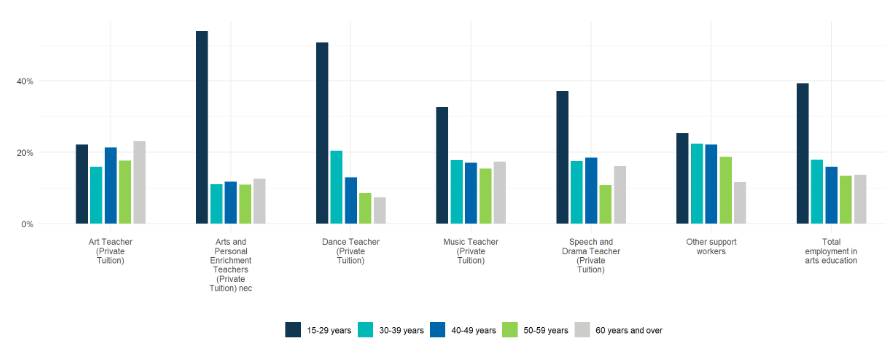 40%
20%
0%
Art Teacher
(Private
Tuition)
Arts and
Personal
Enrichment
Teachers
(Private
Tuition) nec
Dance Teacher
(Private
Tuition)
Music Teacher
(Private
Tuition)
Speech and
Drama Teacher
(Private
Tuition)
Other support
workers
Total
employment in
arts education
15-29 years
30-39 years
40-49 years
50-59 years
60 years and over